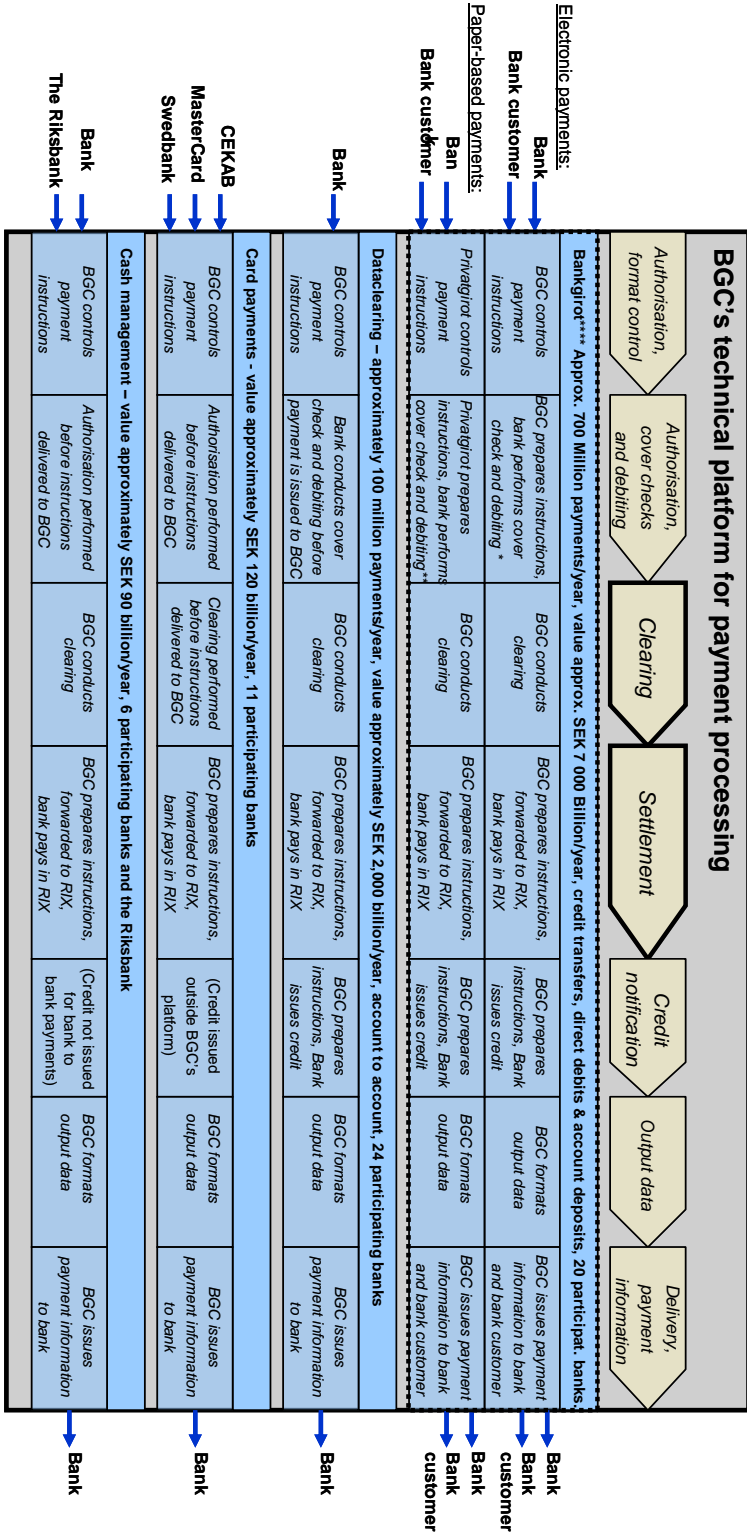 BGC's technical platform for payment processing
Authorisation,
format control
Authorisation,
cover checks
and debiting
Clearing
Settlement
Credit
notification
Output data
Delivery,
payment
information
Bankgirot**** Approx. 700 Million payments/year, value approx. SEK 7 000 Billion/year, credit transfers, direct debits & account deposits, 20 participat. banks.
Electronic payments:
Bank
Bank customer
BGC controls
payment
instructions
BGC prepares instructions,
bank performs cover
check and debiting *
BGC conducts
clearing
BGC prepares instructions,
forwarded to RIX,
bank pays in RIX
BGC prepares
instructions, Bank
issues credit
BGC formats
output data
BGC issues payment
information to bank
and bank customer
Bank
Bank
customer
Paper-based payments:
Ban
k
Bank customer
Privatgirot controls
payment
instructions
Privatgirot prepares
instructions, bank performs
cover check and debiting**
BGC conducts
clearing
BGC prepares instructions,
forwarded to RIX,
bank pays in RIX
BGC prepares
instructions, Bank
issues credit
BGC formats
output data
BGC issues payment
information to bank
and bank customer
Bank
Bank
customer
Dataclearing – approximately 100 million payments/year, value approximately SEK 2,000 billion/year, account to account, 24 participating banks
Bank
BGC controls
payment
instructions
Bank conducts cover
check and debiting before
payment is issued to BGC
BGC conducts
clearing
BGC prepares instructions,
forwarded to RIX,
bank pays in RIX
BGC prepares
instructions, Bank
issues credit
BGC formats
output data
BGC issues
payment information
to bank
Bank
Card payments - value approximately SEK 120 billion/year, 11 participating banks
CEKAB
MasterCard
Swedbank
BGC controls
payment
instructions
Authorisation performed
before instructions
delivered to BGC
Clearing performed
before instructions
delivered to BGC
BGC prepares instructions,
forwarded to RIX,
bank pays in RIX
(Credit issued
outside BGC's
platform)
BGC formats
output data
BGC issues
payment information
to bank
Bank
Cash management – value approximately SEK 90 billion/year, 6 participating banks and the Riksbank
Bank
The Riksbank
BGC controls
payment
instructions
Authorisation performed
before instructions
delivered to BGC
BGC conducts
clearing
BGC prepares instructions,
forwarded to RIX,
bank pays in RIX
(Credit not issued
for bank to
bank payments)
BGC formats
output data
BGC issues
payment information
to bank
Bank